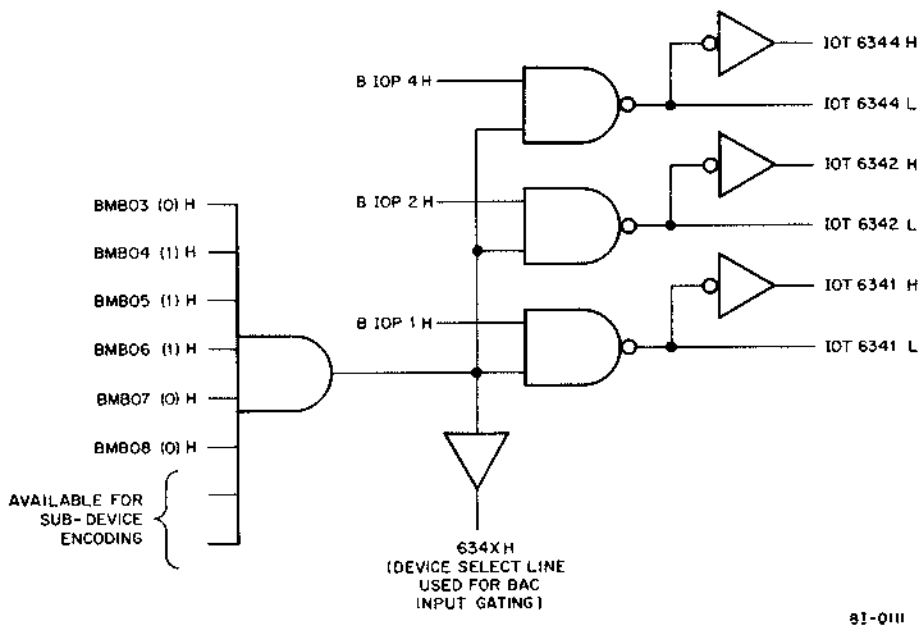 IOT 6344 H
B IOP 4 H
IOT 6344 L
IOT 6342 H
BMB03 (0) H
B IOP 2 H
IOT 6342 L
BMB04 (1) H
IOT 6341 H
BMB05 (1) H
B IOP 1 H
BMB06 (1) H
IOT 6341 L
BMB07 (0) H
BMB08 (0) H
AVAILABLE FOR
SUB-DEVICE
ENCODING
634X H
(DEVICE SELECT LINE
USED FOR BAC
INPUT GATING)
8I-0111